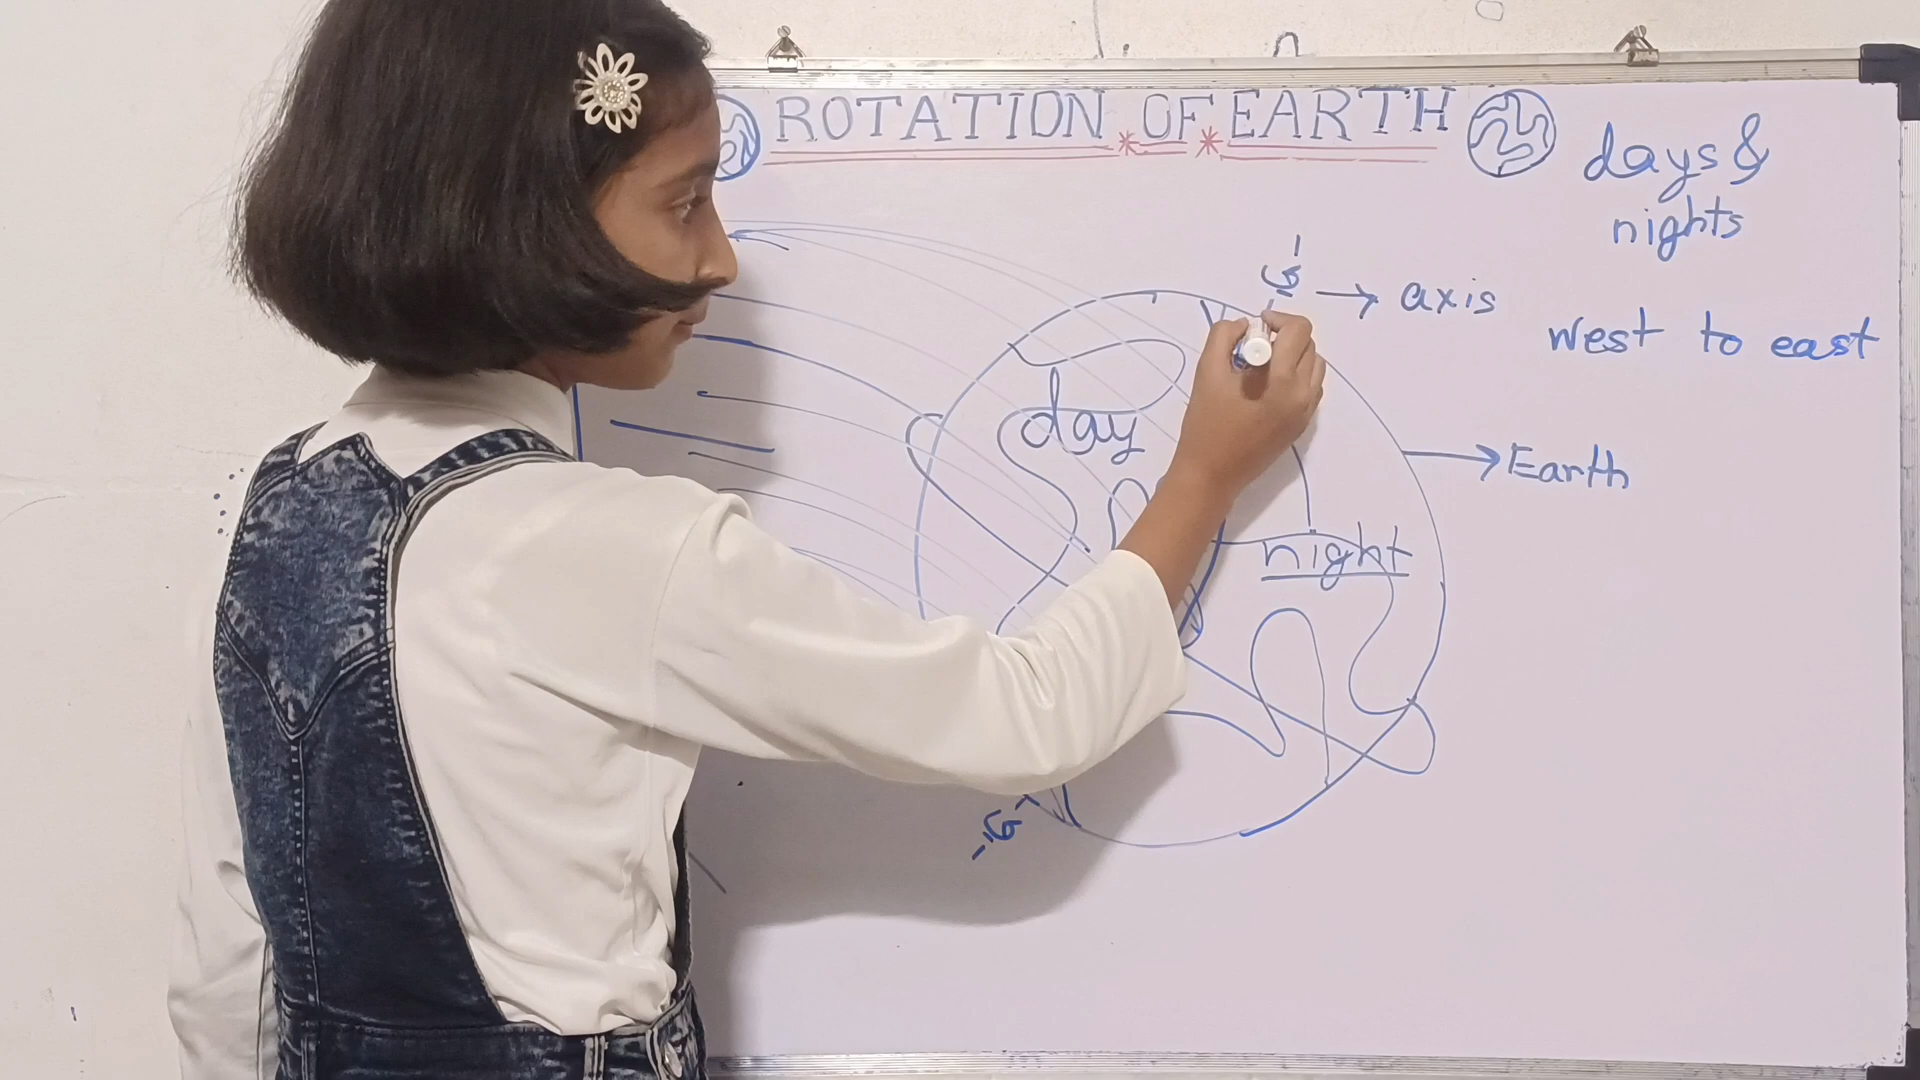 ROTATION OF EARTH
days &
nights
axis
west to east
day
Earth
night